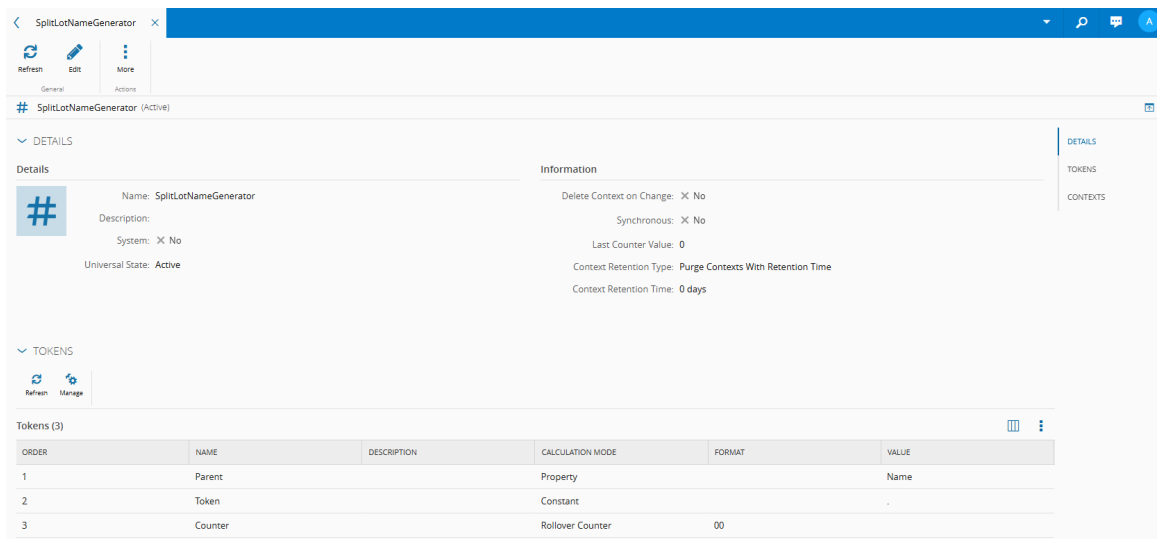 SplitLotNameGenerator
A
Refresh Edit More
General Actions
# SplitLotNameGenerator (Active)
DETAILS
Details
# Name: SplitLotNameGenerator
Description:
System: No
Universal State: Active
Information
Delete Context on Change: No
Synchronous: No
Last Counter Value: 0
Context Retention Type: Purge Contexts With Retention Time
Context Retention Time: 0 days
DETAILS
TOKENS
CONTEXTS
TOKENS
Refresh Manage
Tokens (3)
ORDER NAME DESCRIPTION CALCULATION MODE FORMAT VALUE
1 Parent Property Name
2 Token Constant .
3 Counter Rollover Counter 00